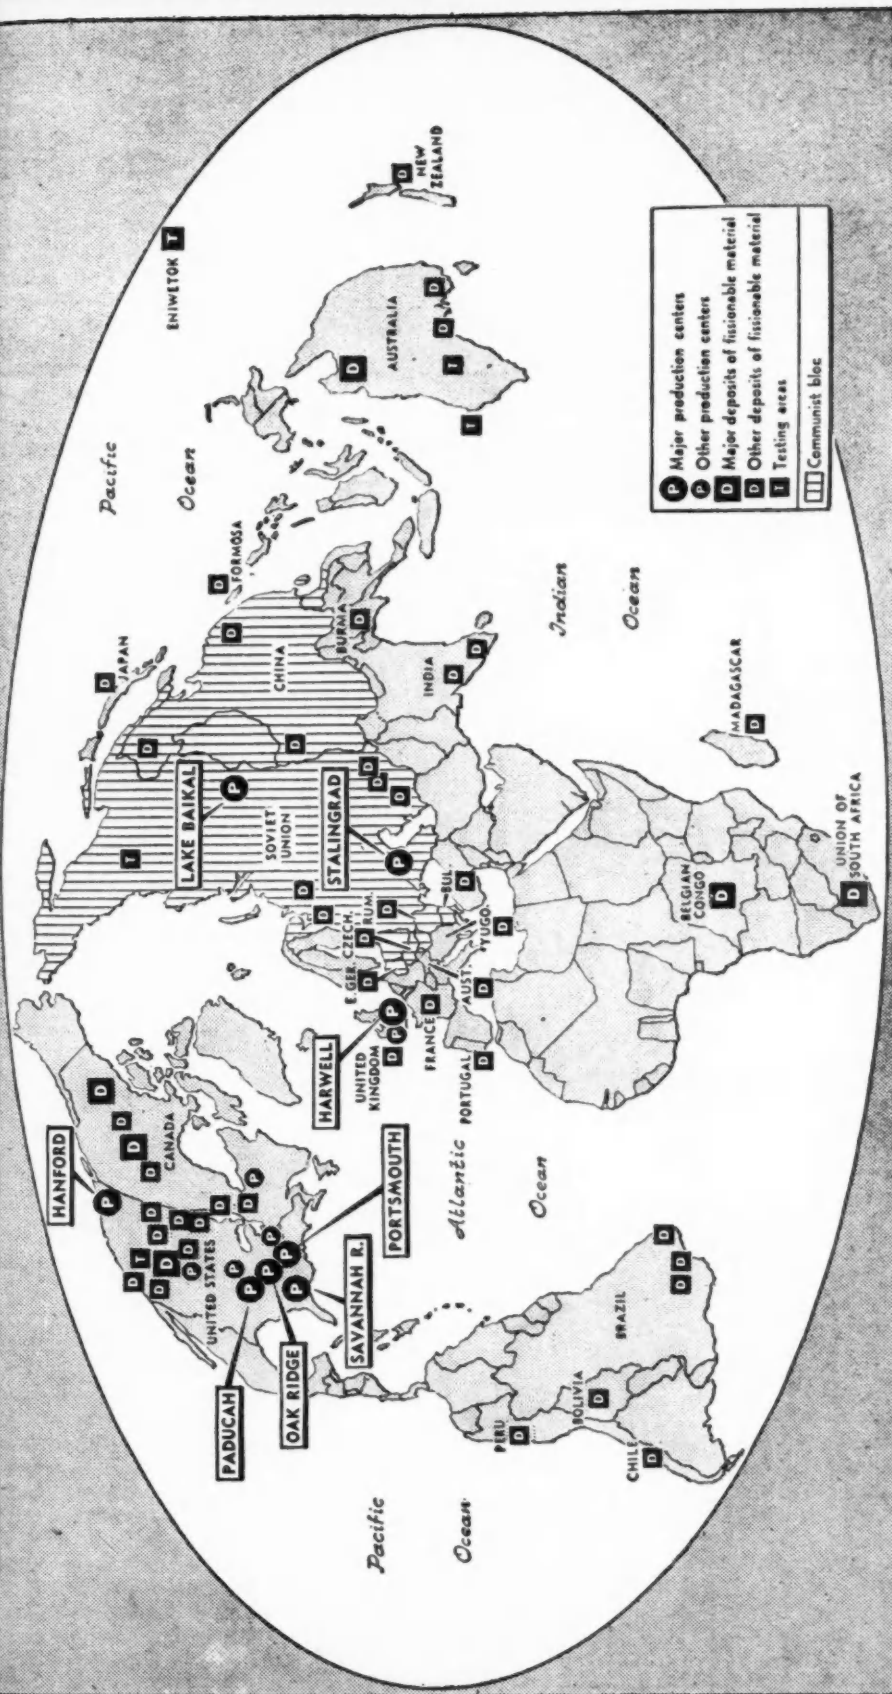 HANFORD
PADUCAH
OAK RIDGE
SAVANNAH R.
PORTSMOUTH
HARWELL
LAKE BAIKAL
STALINGRAD
UNITED STATES
CANADA
UNITED
KINGDOM
FRANCE
PORTUGAL
E.GER.
CZECH.
RUM.
BUL.
AUST.
YUGO.
SOVIET
UNION
CHINA
JAPAN
FORMOSA
BURMA
INDIA
ENIWETOK
AUSTRALIA
NEW
ZEALAND
PERU
BOLIVIA
CHILE
BRAZIL
BELGIAN
CONGO
UNION OF
SOUTH AFRICA
MADAGASCAR
Pacific
Ocean
Atlantic
Ocean
Indian
Ocean
Pacific
Ocean
P Major production centers
P Other production centers
D Major deposits of fissionable material
D Other deposits of fissionable material
T Testing areas
Communist bloc